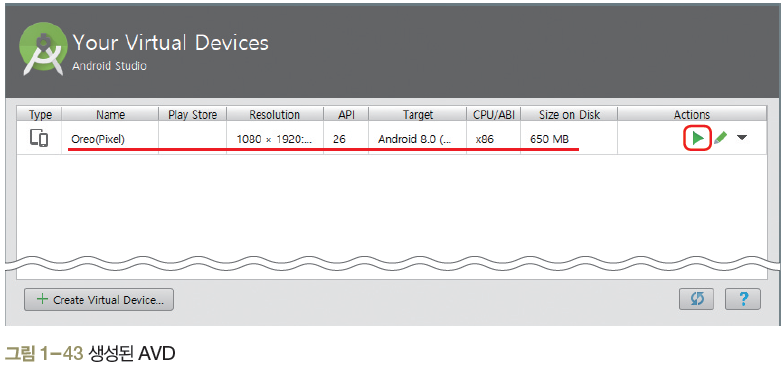 Your Virtual Devices
Android Studio
Type Name Play Store Resolution API Target CPU/ABI Size on Disk Actions
Oreo(Pixel) 1080 × 1920:... 26 Android 8.0 (... x86 650 MB
+ Create Virtual Device...
?
그림 1-43 생성된 AVD